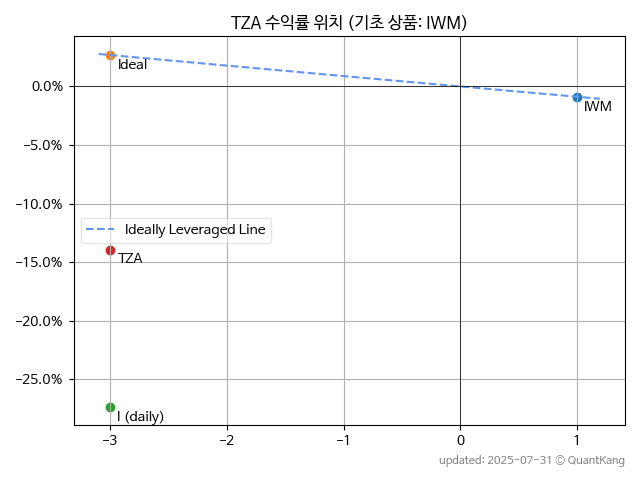 TZA 수익률 위치 (기초 상품: IWM)
Ideal
0.0%
IWM
−5.0%
−10.0%
Ideally Leveraged Line
TZA
−15.0%
−20.0%
−25.0%
I (daily)
−3 −2 −1 0 1
updated: 2025-07-31 © QuantKang